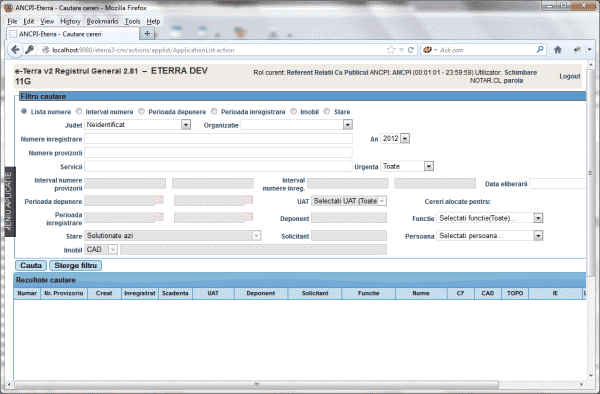 ANCPI-Eterra - Cautare cereri - Mozilla Firefox
File Edit View History Bookmarks Tools Help
ANCPI-Eterra - Cautare cereri +
localhost:9080/eterra3-cm/actions/applist/ApplicationList.action
Ask.com
e-Terra v2 Registrul General 2.81 – ETERRA DEV 11G
Rol curent: Referent Relatii Cu Publicul ANCPI: ANCPI (00:01:01 - 23:59:59) Utilizator: Schimbare
NOTAR.CL parola
Logout
Filtru cautare
Lista numere Interval numere Perioada depunere Perioada inregistrare Imobil Stare
Judet Neidentificat Organizatie
Numere inregistrare An 2012
Numere provizorii
Servicii Urgenta Toate
Interval numere provizorii Interval numere inreg. Data eliberarii
Perioada depunere UAT Selectati UAT (Toate Cereri alocate pentru:
Perioada inregistrare Deponent Functie Selectati functie(Toate)...
Stare Solutionate azi Solicitant Persoana Selectati persoana...
Imobil CAD
MENIU APLICATIE
Cauta Sterge filtru
Rezultate cautare
Numar Nr. Provizoriu Creat Inregistrat Scadenta UAT Deponent Solicitant Functie Nume CF CAD TOPO IE